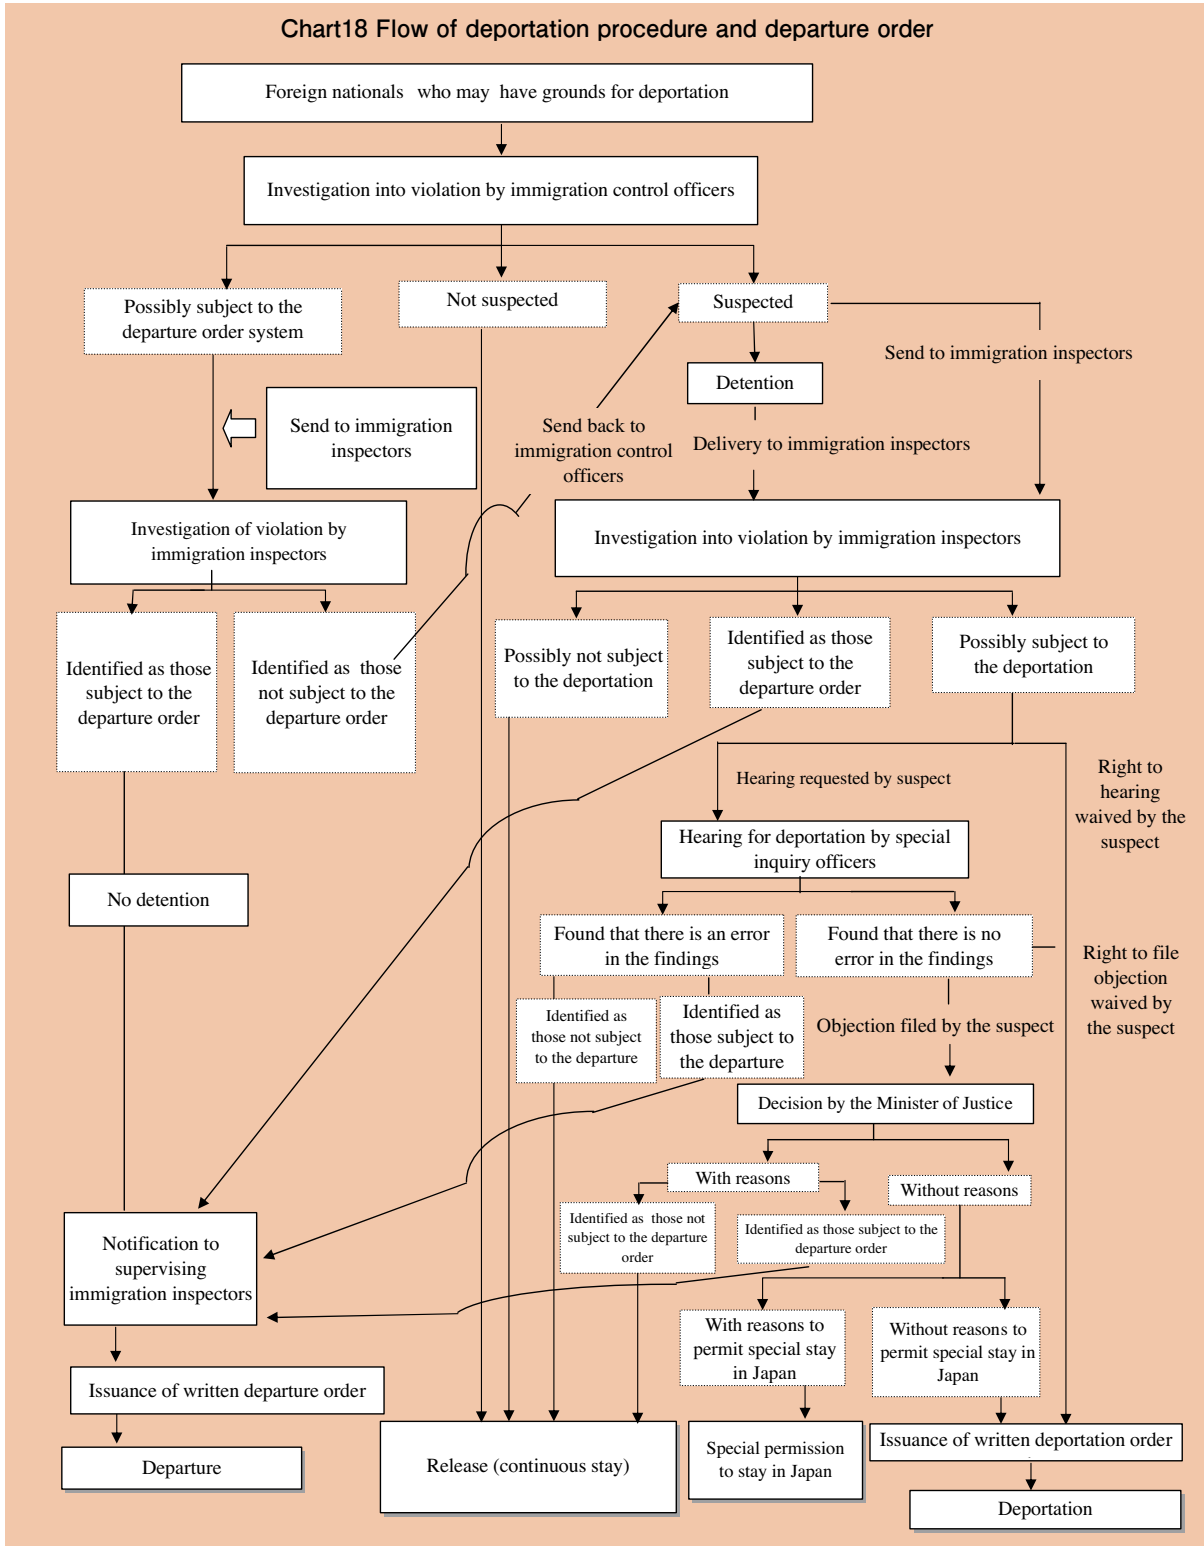 Chart18 Flow of deportation procedure and departure order
Foreign nationals who may have grounds for deportation
Investigation into violation by immigration control officers
Possibly subject to the
departure order system
Not suspected
Suspected
Send to immigration inspectors
Detention
Send to immigration
inspectors
Send back to
immigration control
officers
Delivery to immigration inspectors
Investigation of violation by
immigration inspectors
Investigation into violation by immigration inspectors
Identified as those
subject to the
departure order
Identified as those
not subject to the
departure order
Possibly not subject
to the deportation
Identified as those
subject to the
departure order
Possibly subject to
the deportation
Hearing requested by suspect
Right to
hearing
waived by the
suspect
Hearing for deportation by special
inquiry officers
No detention
Found that there is an error
in the findings
Found that there is no
error in the findings
Right to file
objection
waived by
the suspect
Identified as
those not subject
to the departure
Identified as
those subject to
the departure
Objection filed by the suspect
Decision by the Minister of Justice
With reasons
Without reasons
Identified as those not
subject to the departure
order
Identified as those subject to the
departure order
Notification to
supervising
immigration inspectors
With reasons to
permit special stay
in Japan
Without reasons to
permit special stay in
Japan
Issuance of written departure order
Departure
Release (continuous stay)
Special permission
to stay in Japan
Issuance of written deportation order
Deportation